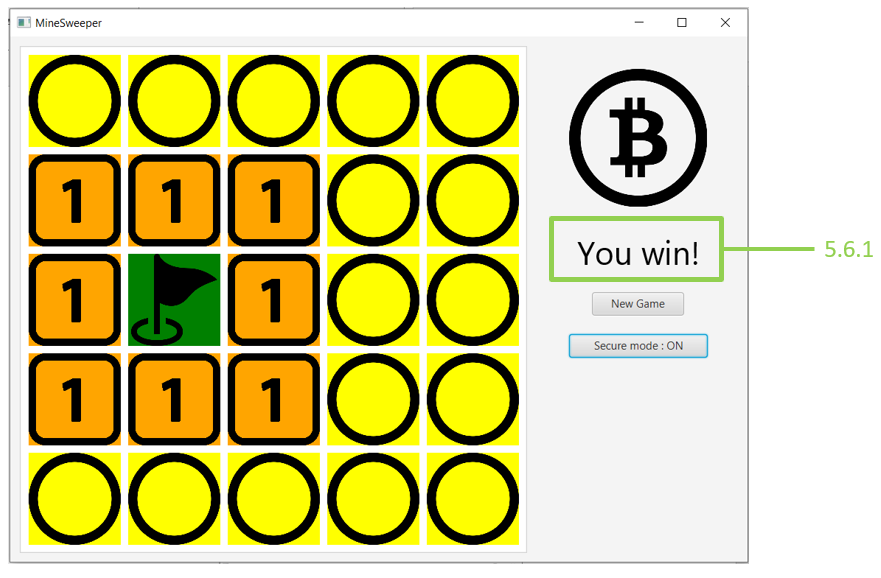 MineSweeper
1 1 1
You win!
5.6.1
1 1
New Game
Secure mode : ON
1 1 1